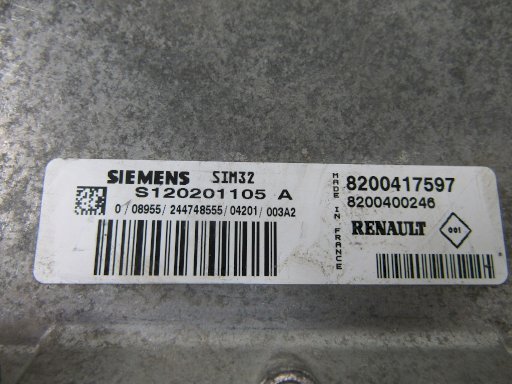 SIEMENS SIM32
S120201105 A
0 / 08955 / 244748555 / 04201 / 003A2
MADE IN FRANCE
8200417597
8200400246
RENAULT 001